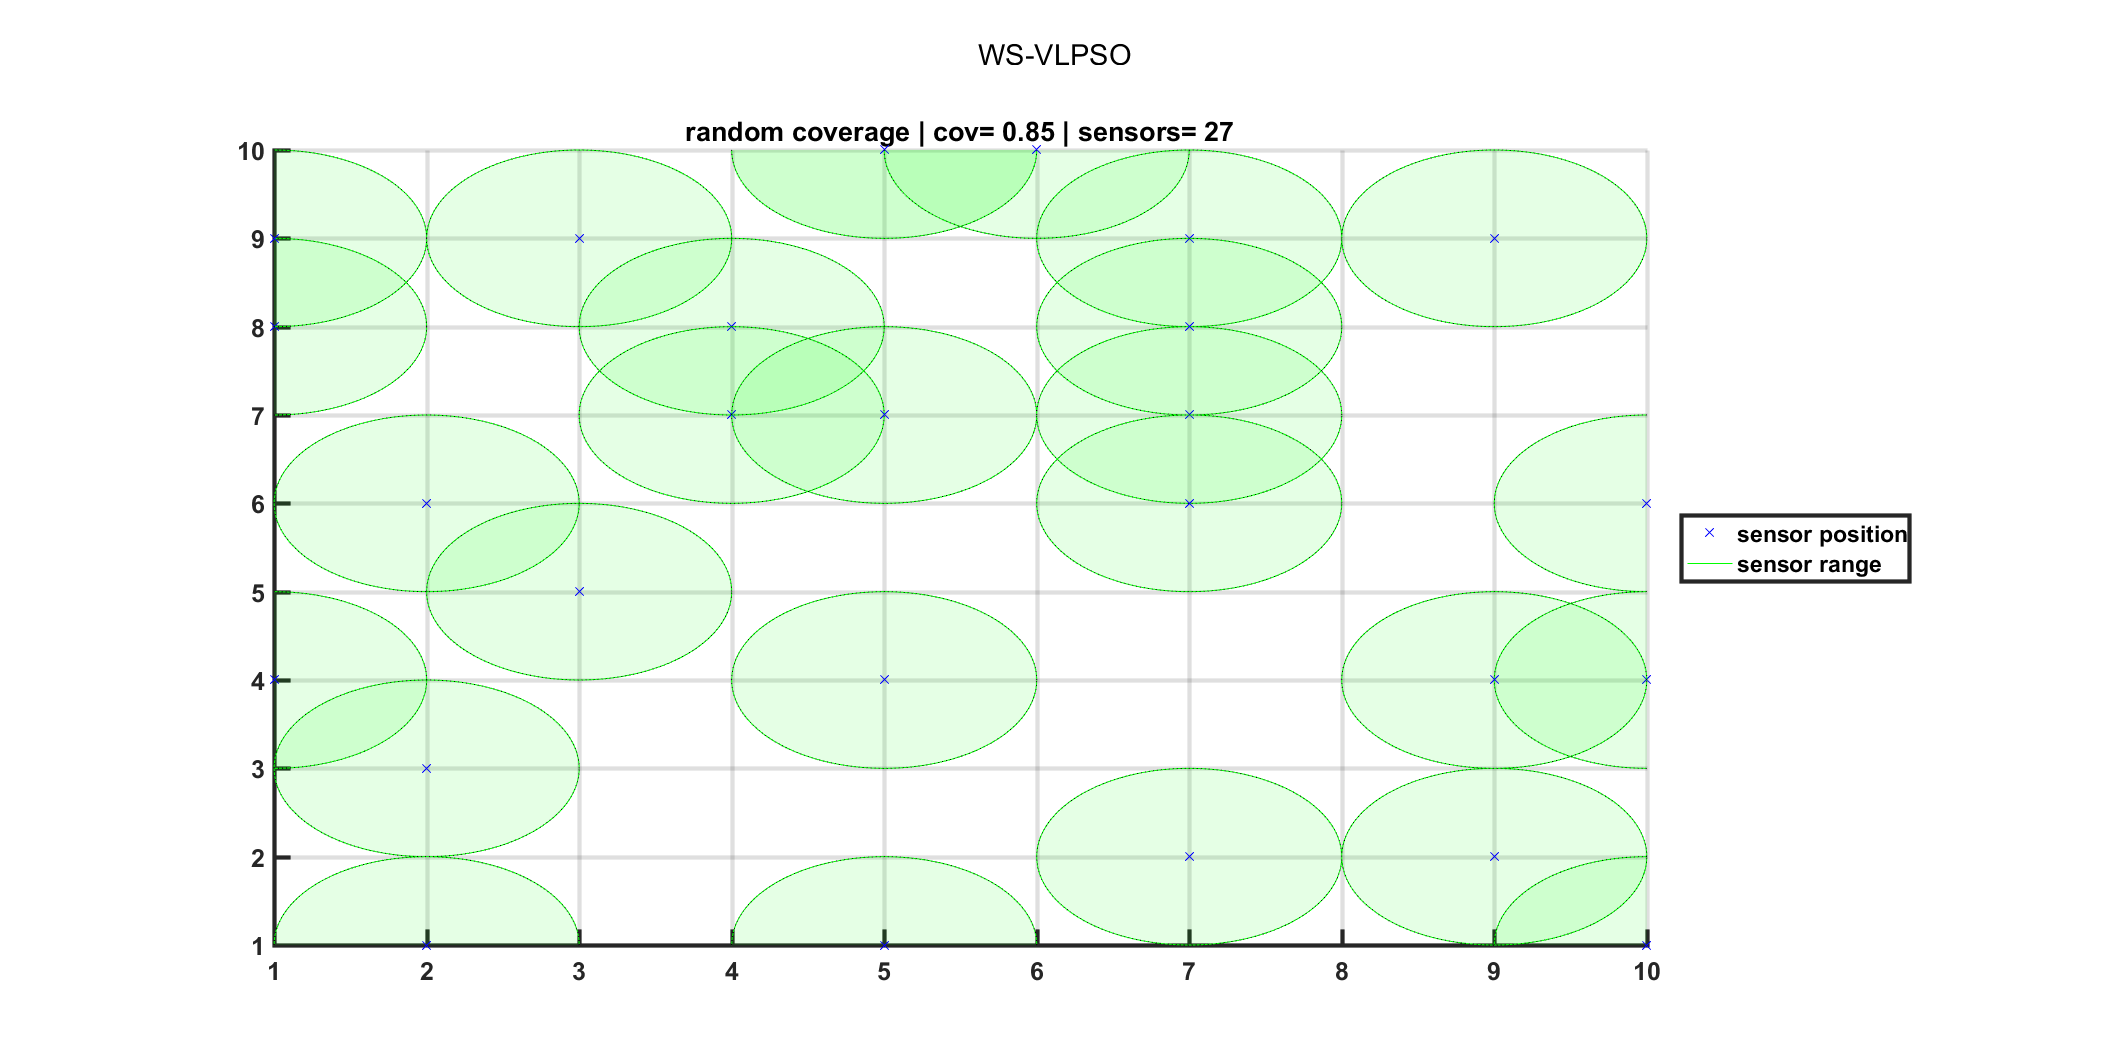 WS-VLPSO
random coverage | cov= 0.85 | sensors= 27
10
9
8
7
6
5
4
3
2
1
1 2 3 4 5 6 7 8 9 10
sensor position
sensor range